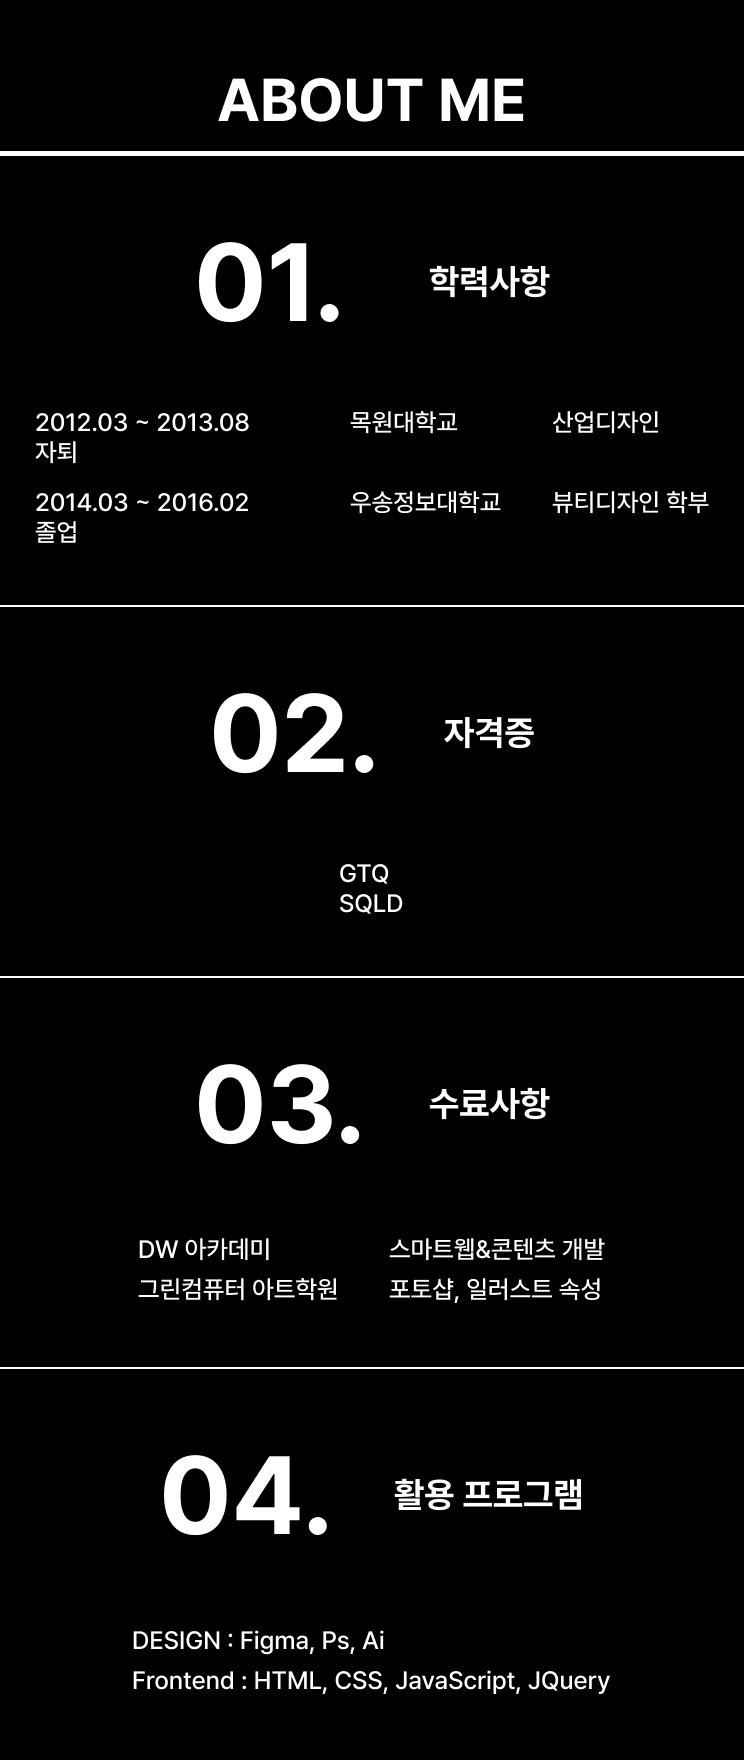 ABOUT ME
01. 학력사항
2012.03 ~ 2013.08 목원대학교 산업디자인
자퇴
2014.03 ~ 2016.02 우송정보대학교 뷰티디자인 학부
졸업
02. 자격증
GTQ
SQLD
03. 수료사항
DW 아카데미 스마트웹&콘텐츠 개발
그린컴퓨터 아트학원 포토샵, 일러스트 속성
04. 활용 프로그램
DESIGN : Figma, Ps, Ai
Frontend : HTML, CSS, JavaScript, JQuery